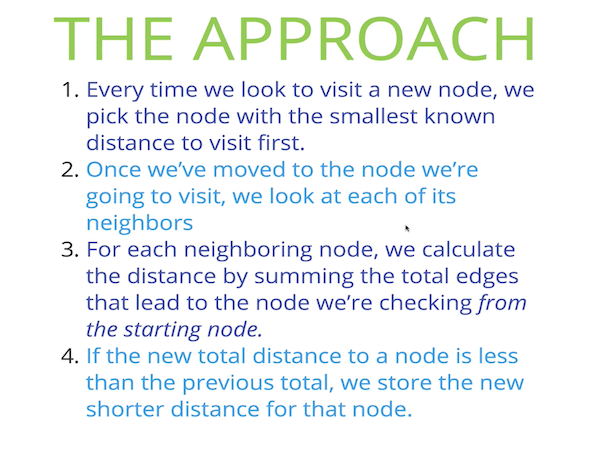 THE APPROACH
1. Every time we look to visit a new node, we
pick the node with the smallest known
distance to visit first.
2. Once we’ve moved to the node we’re
going to visit, we look at each of its
neighbors
3. For each neighboring node, we calculate
the distance by summing the total edges
that lead to the node we’re checking from
the starting node.
4. If the new total distance to a node is less
than the previous total, we store the new
shorter distance for that node.